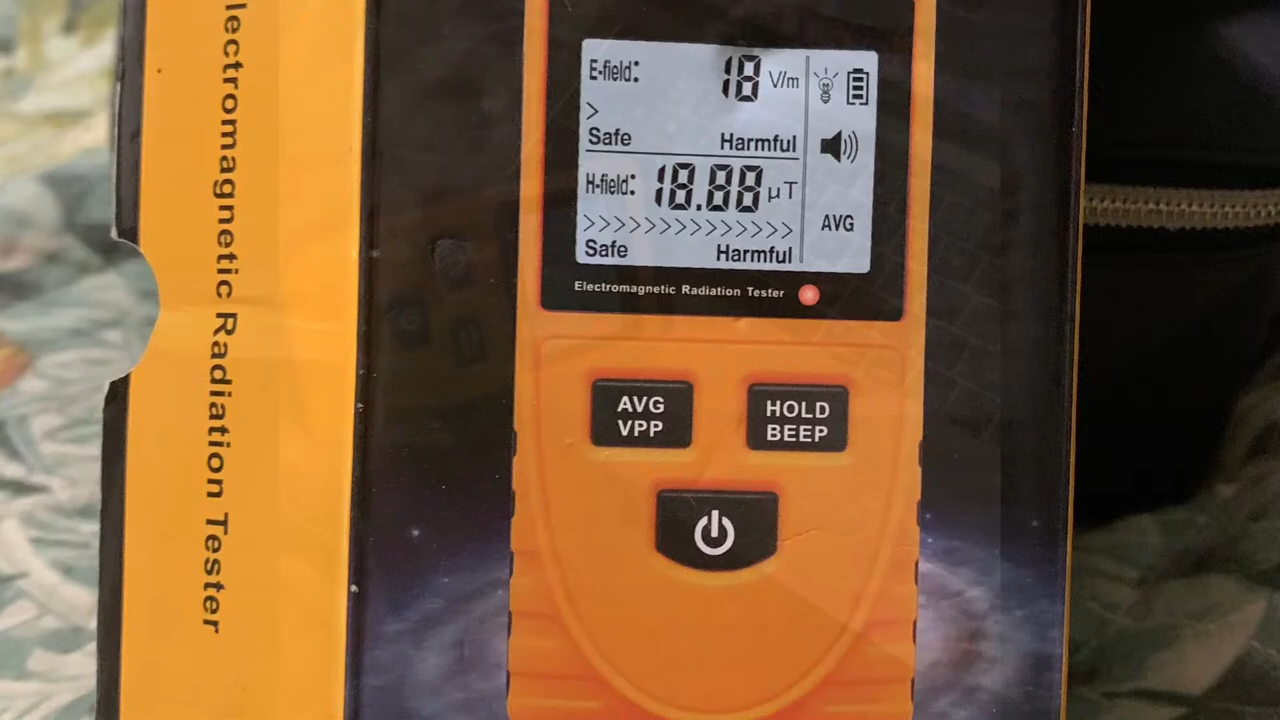 lectromagnetic Radiation Tester
E-field: 18 V/m
>
Safe Harmful
H-field: 18.88 μT
>>>>>>>>>>>>>
Safe Harmful
AVG
Electromagnetic Radiation Tester
AVG
VPP
HOLD
BEEP